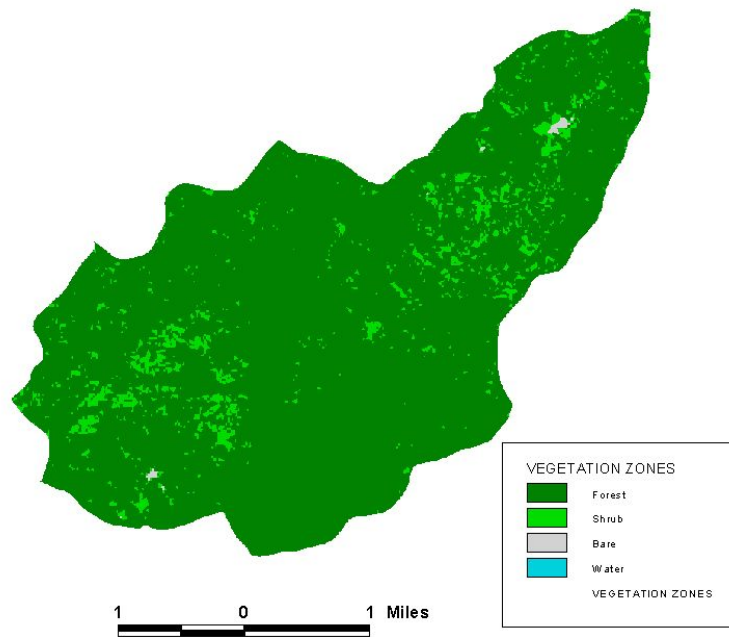 VEGETATION ZONES
Forest
Shrub
Bare
Water
VEGETATION ZONES
1 0 1 Miles